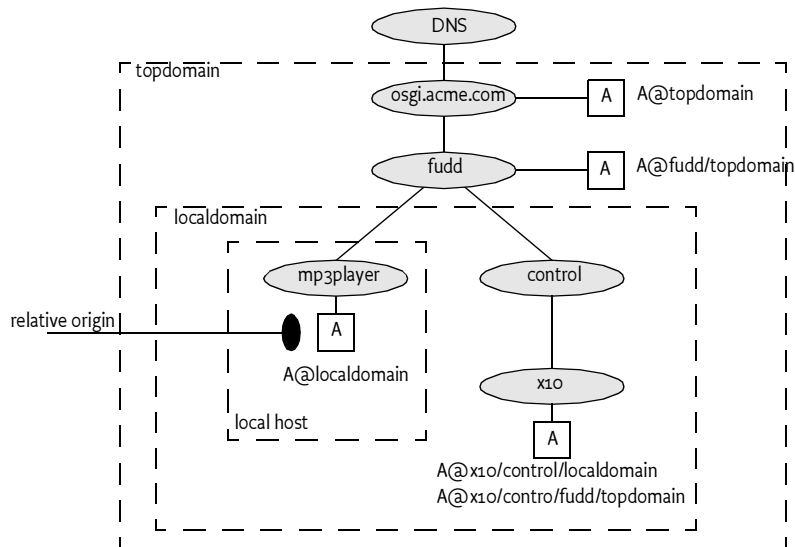 DNS
topdomain
osgi.acme.com
A
A@topdomain
fudd
A
A@fudd/topdomain
localdomain
mp3player
control
relative origin
A
A@localdomain
x10
local host
A
A@x10/control/localdomain
A@x10/contro/fudd/topdomain